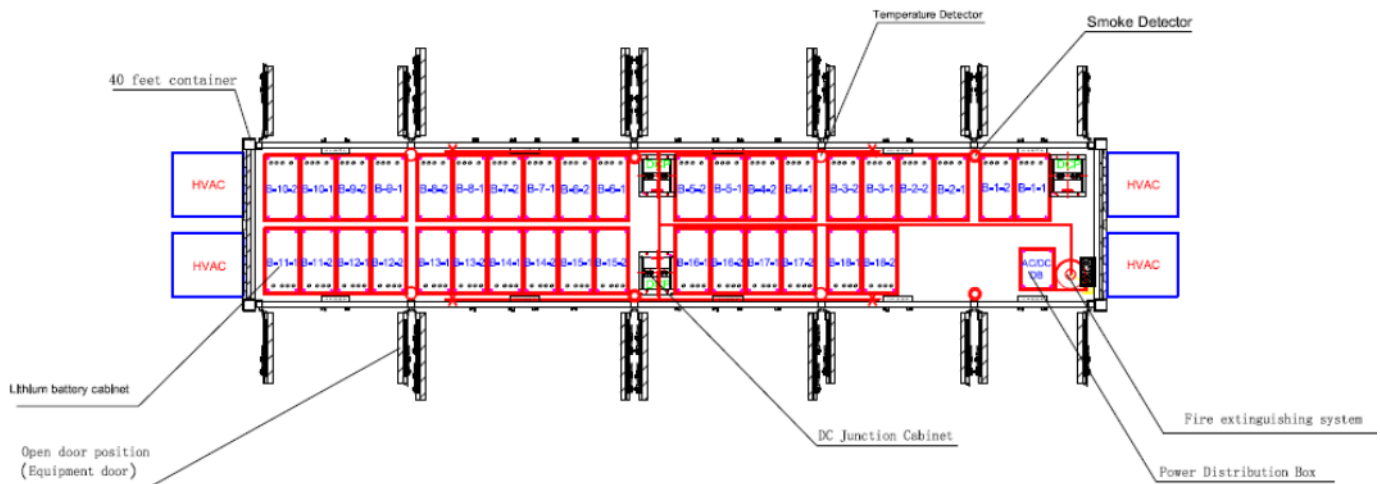 Temperature Detector
Smoke Detector
40 feet container
HVAC
B-10-2 B-10-1 B-9-2 B-9-1 B-8-2 B-8-1 B-7-2 B-7-1 B-6-2 B-6-1 B-5-2 B-5-1 B-4-2 B-4-1 B-3-2 B-3-1 B-2-2 B-2-1 B-1-2 B-1-1
HVAC
HVAC
B-11-1 B-11-2 B-12-1 B-12-2 B-13-1 B-13-2 B-14-1 B-14-2 B-15-1 B-15-2 B-16-1 B-16-2 B-17-1 B-17-2 B-18-1 B-18-2
AC/DC
DB
HVAC
Lithium battery cabinet
Open door position
(Equipment door)
DC Junction Cabinet
Fire extinguishing system
Power Distribution Box